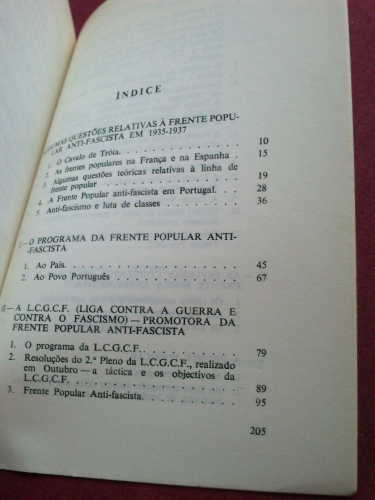 ÍNDICE
ALGUMAS QUESTÕES RELATIVAS À FRENTE POPU-
LAR ANTI-FASCISTA EM 1935-1937
1. O Cavalo de Tróia. 10
2. As frentes populares na França e na Espanha . 15
3. Algumas questões teóricas relativas à linha de
frente popular 19
4. A Frente Popular anti-fascista em Portugal. 28
5. Anti-fascismo e luta de classes 36
I—O PROGRAMA DA FRENTE POPULAR ANTI-
-FASCISTA
1. Ao País. 45
2. Ao Povo Português 67
II—A L.C.G.C.F. (LIGA CONTRA A GUERRA E
CONTRA O FASCISMO)—PROMOTORA DA
FRENTE POPULAR ANTI-FASCISTA
1. O programa da L.C.G.C.F. 79
2. Resoluções do 2.º Pleno da L.C.G.C.F., realizado
em Outubro—a táctica e os objectivos da
L.C.G.C.F. 89
3. Frente Popular Anti-fascista. 95
205